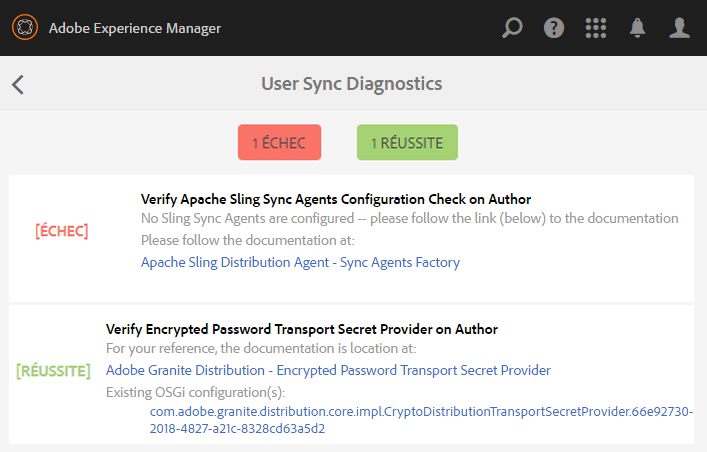 Adobe Experience Manager
User Sync Diagnostics
1 ÉCHEC
1 RÉUSSITE
[ÉCHEC]
Verify Apache Sling Sync Agents Configuration Check on Author
No Sling Sync Agents are configured -- please follow the link (below) to the documentation
Please follow the documentation at:
Apache Sling Distribution Agent - Sync Agents Factory
[RÉUSSITE]
Verify Encrypted Password Transport Secret Provider on Author
For your reference, the documentation is location at:
Adobe Granite Distribution - Encrypted Password Transport Secret Provider
Existing OSGi configuration(s):
com.adobe.granite.distribution.core.impl.CryptoDistributionTransportSecretProvider.66e92730-
2018-4827-a21c-8328cd63a5d2